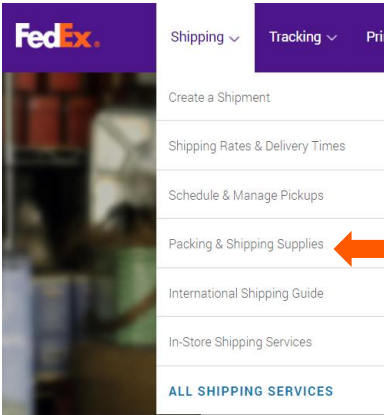 FedEx. Shipping Tracking
Create a Shipment
Shipping Rates & Delivery Times
Schedule & Manage Pickups
Packing & Shipping Supplies
International Shipping Guide
In-Store Shipping Services
ALL SHIPPING SERVICES